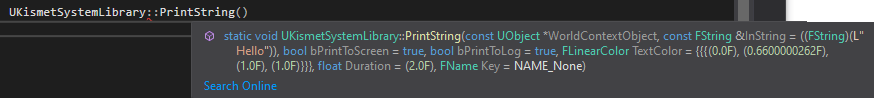 UKismetSystemLibrary::PrintString()
static void UKismetSystemLibrary::PrintString(const UObject *WorldContextObject, const FString &InString = ((FString)(L"
Hello")), bool bPrintToScreen = true, bool bPrintToLog = true, FLinearColor TextColor = {{{(0.0F), (0.6600000262F),
(1.0F), (1.0F)}}}, float Duration = (2.0F), FName Key = NAME_None)
Search Online